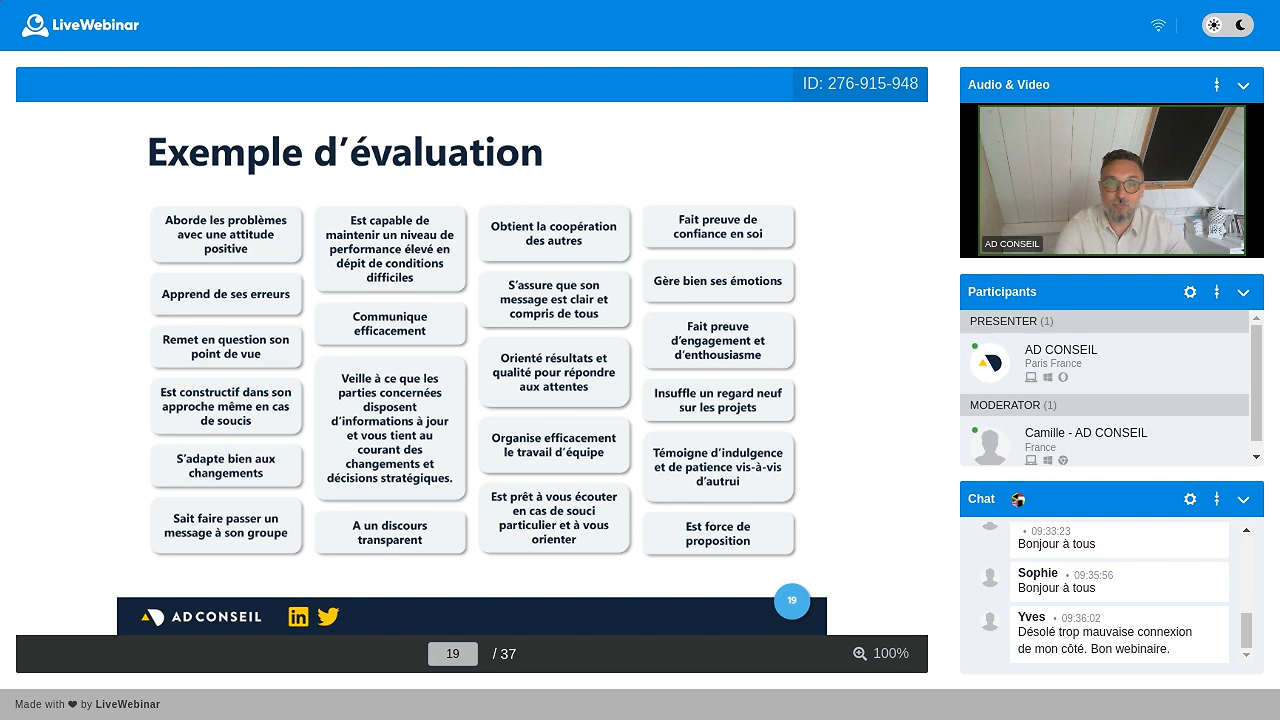 LiveWebinar
ID: 276-915-948
Exemple d’évaluation
Aborde les problèmes
avec une attitude
positive
Apprend de ses erreurs
Remet en question son
point de vue
Est constructif dans son
approche même en cas
de soucis
S’adapte bien aux
changements
Sait faire passer un
message à son groupe
Est capable de
maintenir un niveau de
performance élevé en
dépit de conditions
difficiles
Communique
efficacement
Veille à ce que les
parties concernées
disposent
d’informations à jour
et vous tient au
courant des
changements et
décisions stratégiques.
A un discours
transparent
Obtient la coopération
des autres
S’assure que son
message est clair et
compris de tous
Orienté résultats et
qualité pour répondre
aux attentes
Organise efficacement
le travail d’équipe
Est prêt à vous écouter
en cas de souci
particulier et à vous
orienter
Fait preuve de
confiance en soi
Gère bien ses émotions
Fait preuve
d’engagement et
d’enthousiasme
Insuffle un regard neuf
sur les projets
Témoigne d’indulgence
et de patience vis-à-vis
d’autrui
Est force de
proposition
AD CONSEIL
in
19
19 / 37
100%
Audio & Video
AD CONSEIL
Participants
PRESENTER (1)
AD CONSEIL
Paris France
MODERATOR (1)
Camille - AD CONSEIL
France
Chat
• 09:33:23
Bonjour à tous
Sophie • 09:35:56
Bonjour à tous
Yves • 09:36:02
Désolé trop mauvaise connexion
de mon côté. Bon webinaire.
Made with ❤ by LiveWebinar